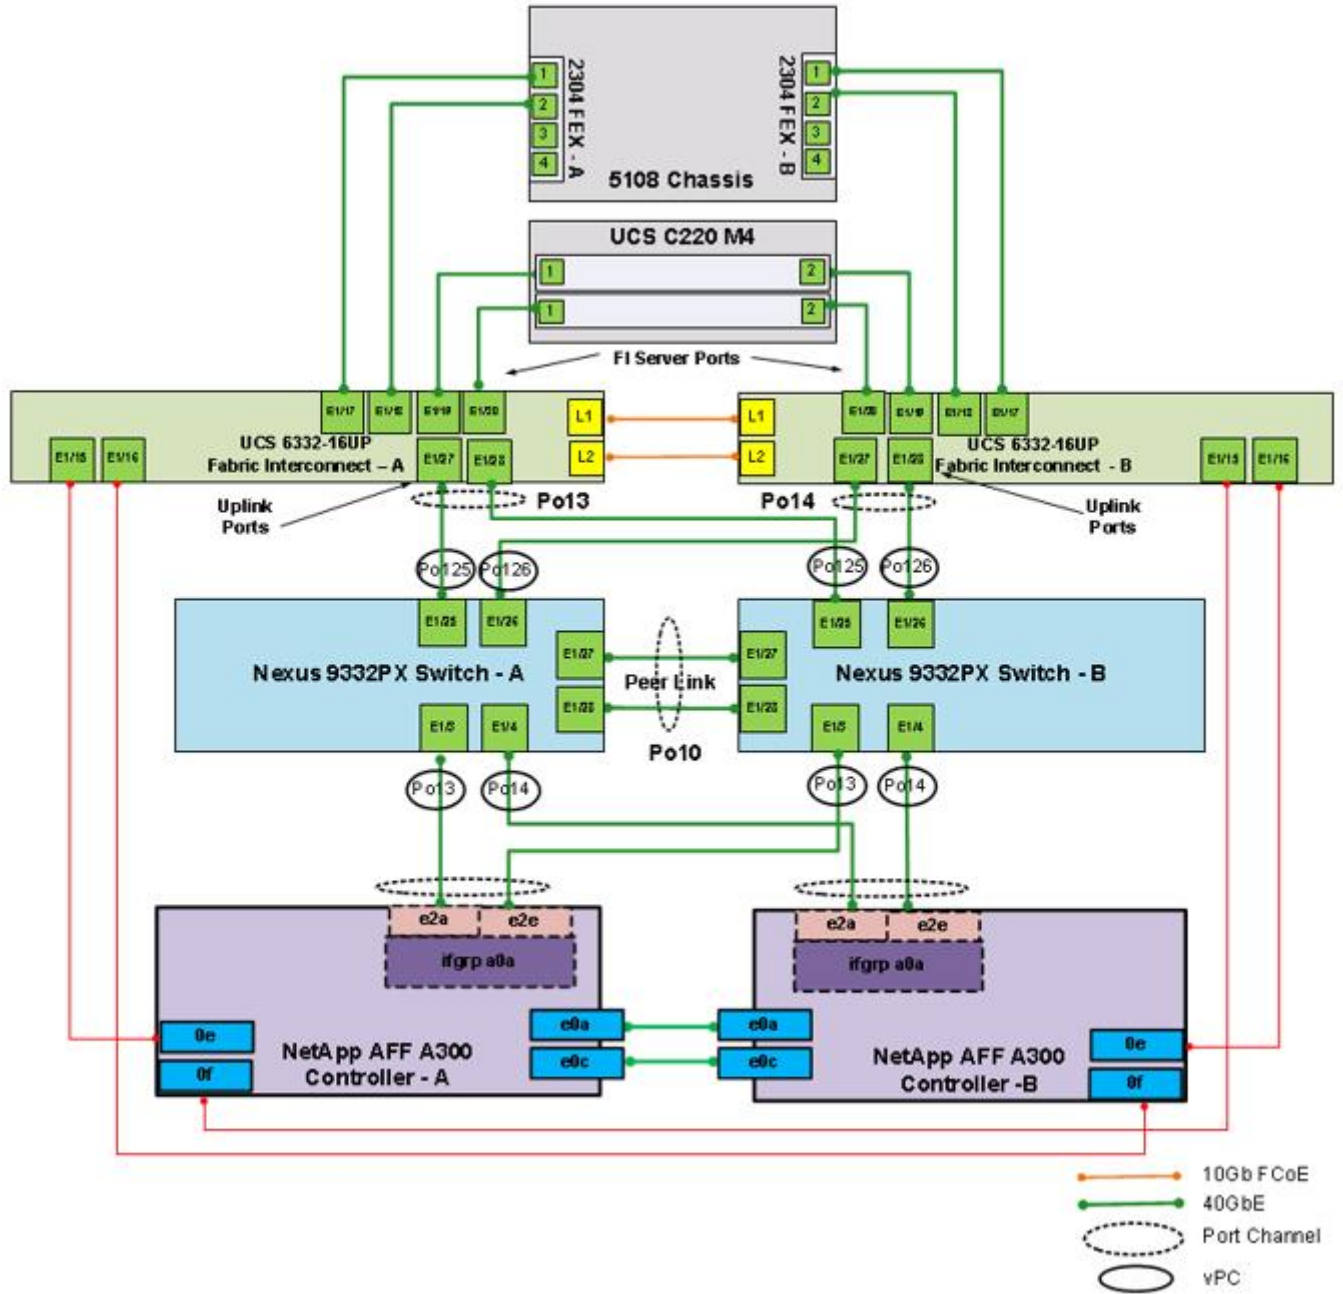 1
2
3
4
2304 FEX - A
1
2
3
4
2304 FEX - B
5108 Chassis
UCS C220 M4
1
2
1
2
FI Server Ports
E1/17
E1/18
E1/19
E1/20
L1
L2
E1/15
E1/16
UCS 6332-16UP
Fabric Interconnect – A
E1/27
E1/28
L1
L2
E1/20
E1/19
E1/18
E1/17
E1/27
E1/28
UCS 6332-16UP
Fabric Interconnect - B
E1/15
E1/16
Uplink
Ports
Po13
Po14
Uplink
Ports
Po125
Po126
Po125
Po126
E1/25
E1/26
E1/27
E1/28
Nexus 9332PX Switch - A
E1/3
E1/4
Peer Link
Po10
E1/25
E1/26
E1/27
E1/28
Nexus 9332PX Switch - B
E1/3
E1/4
Po13
Po14
Po13
Po14
e2a
e2e
ifgrp a0a
e2a
e2e
ifgrp a0a
0e
0f
NetApp AFF A300
Controller - A
e0a
e0c
e0a
e0c
NetApp AFF A300
Controller -B
0e
0f
10Gb FCoE
40GbE
Port Channel
vPC